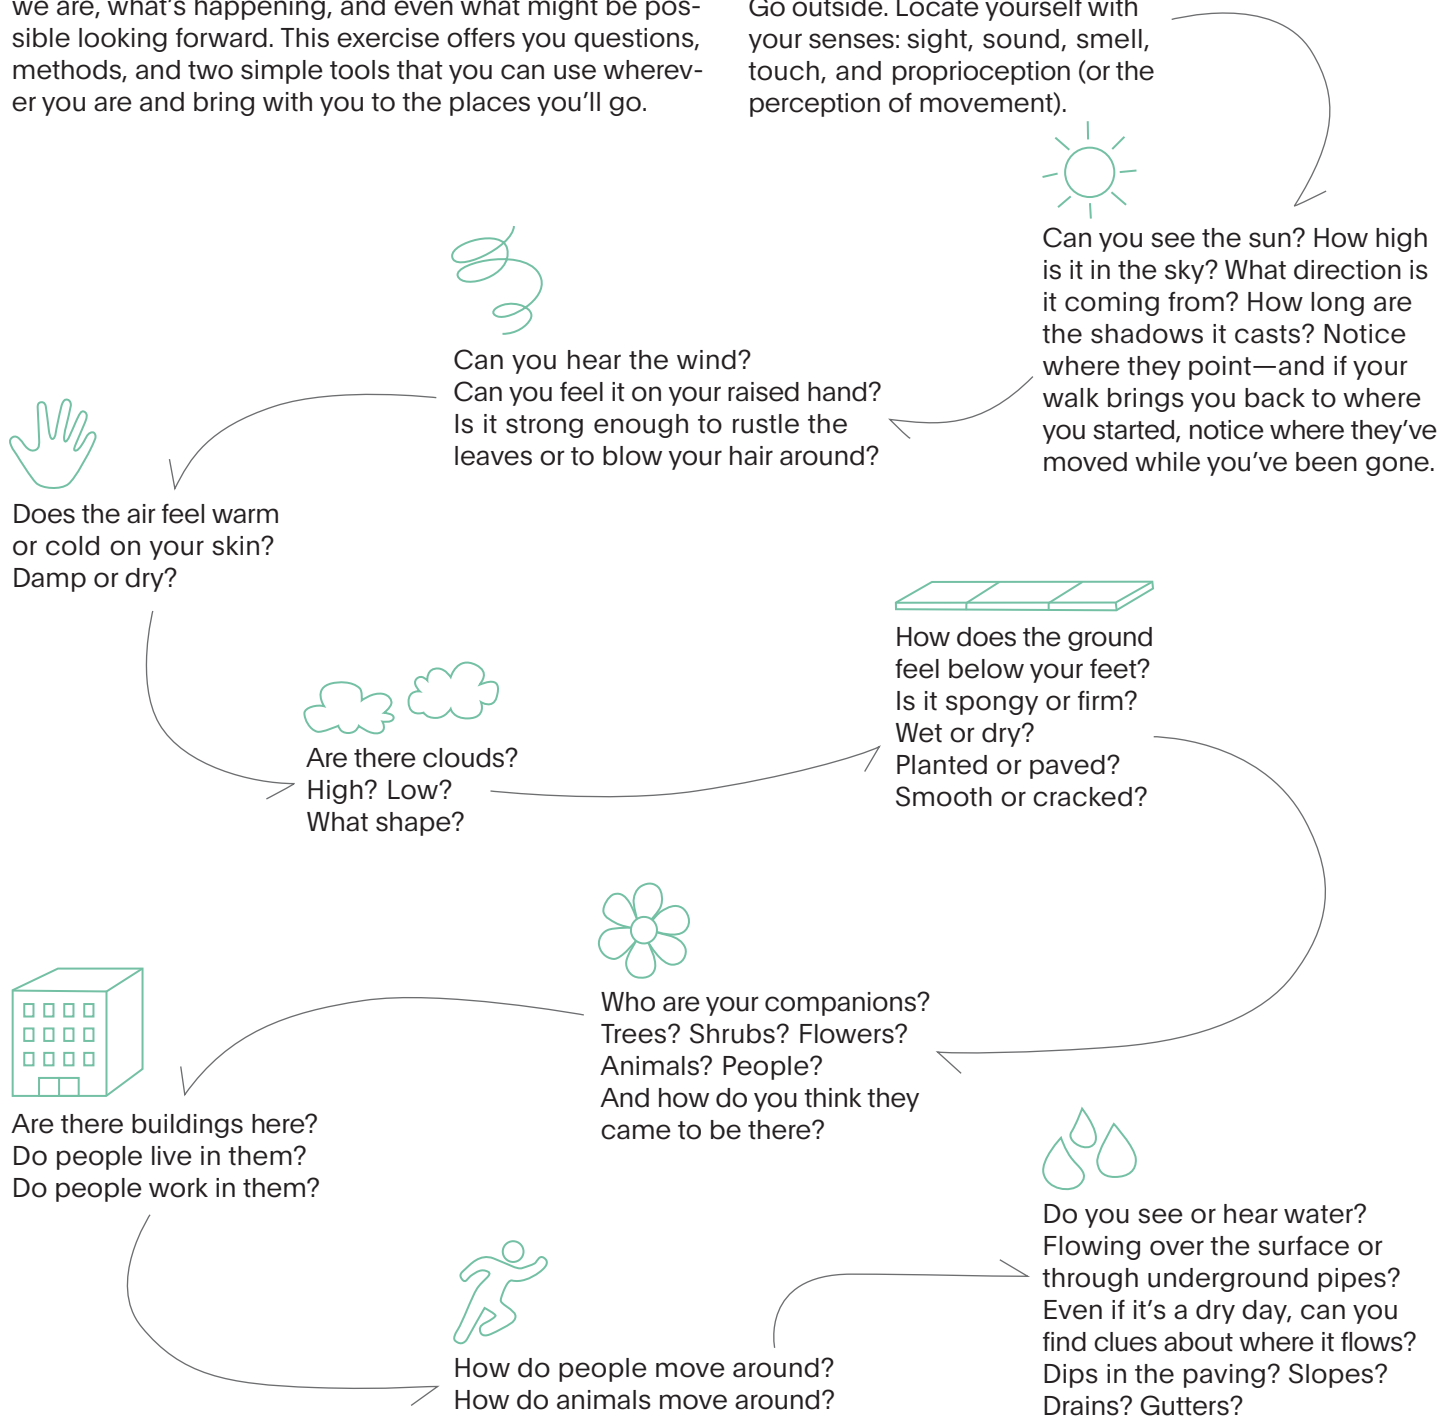 we are, what's happening, and even what might be pos-
sible looking forward. This exercise offers you questions,
methods, and two simple tools that you can use wherev-
er you are and bring with you to the places you'll go.
Go outside. Locate yourself with
your senses: sight, sound, smell,
touch, and proprioception (or the
perception of movement).
Can you see the sun? How high
is it in the sky? What direction is
it coming from? How long are
the shadows it casts? Notice
where they point—and if your
walk brings you back to where
you started, notice where they've
moved while you've been gone.
Can you hear the wind?
Can you feel it on your raised hand?
Is it strong enough to rustle the
leaves or to blow your hair around?
Does the air feel warm
or cold on your skin?
Damp or dry?
Are there clouds?
High? Low?
What shape?
How does the ground
feel below your feet?
Is it spongy or firm?
Wet or dry?
Planted or paved?
Smooth or cracked?
Who are your companions?
Trees? Shrubs? Flowers?
Animals? People?
And how do you think they
came to be there?
Are there buildings here?
Do people live in them?
Do people work in them?
How do people move around?
How do animals move around?
Do you see or hear water?
Flowing over the surface or
through underground pipes?
Even if it's a dry day, can you
find clues about where it flows?
Dips in the paving? Slopes?
Drains? Gutters?